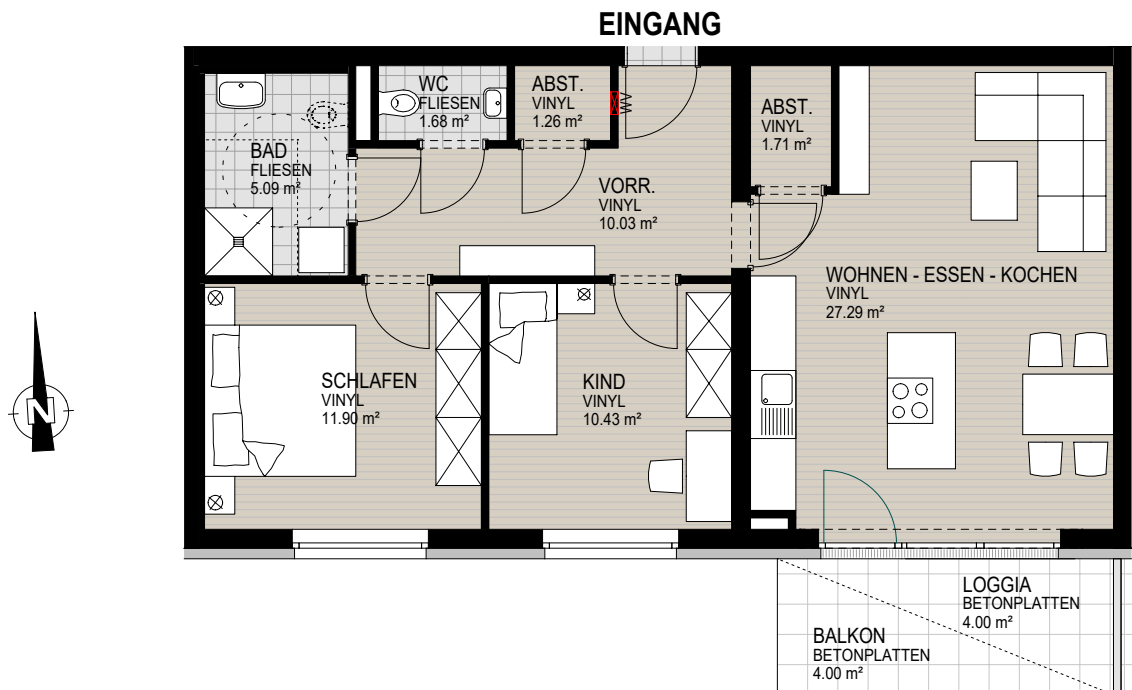 EINGANG
WC
FLIESEN
1.68 m²
ABST.
VINYL
1.26 m²
ABST.
VINYL
1.71 m²
BAD
FLIESEN
5.09 m²
VORR.
VINYL
10.03 m²
WOHNEN - ESSEN - KOCHEN
VINYL
27.29 m²
SCHLAFEN
VINYL
11.90 m²
KIND
VINYL
10.43 m²
N
LOGGIA
BETONPLATTEN
4.00 m²
BALKON
BETONPLATTEN
4.00 m²